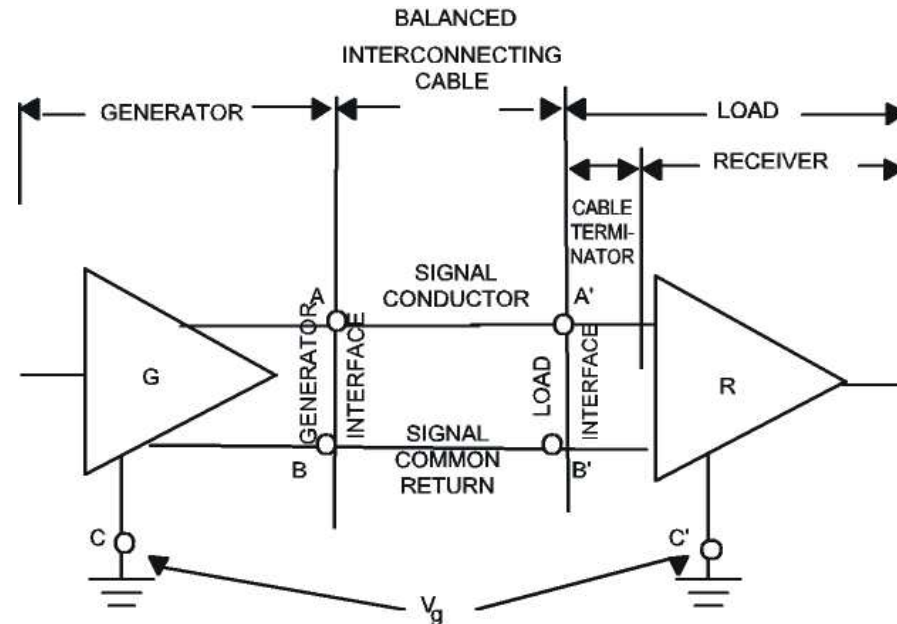 BALANCED
INTERCONNECTING
CABLE
GENERATOR
LOAD
RECEIVER
CABLE
TERMI-
NATOR
SIGNAL
CONDUCTOR
A
A'
GENERATOR
INTERFACE
LOAD
INTERFACE
G
R
B
SIGNAL
COMMON
RETURN
B'
C
C'
Vg